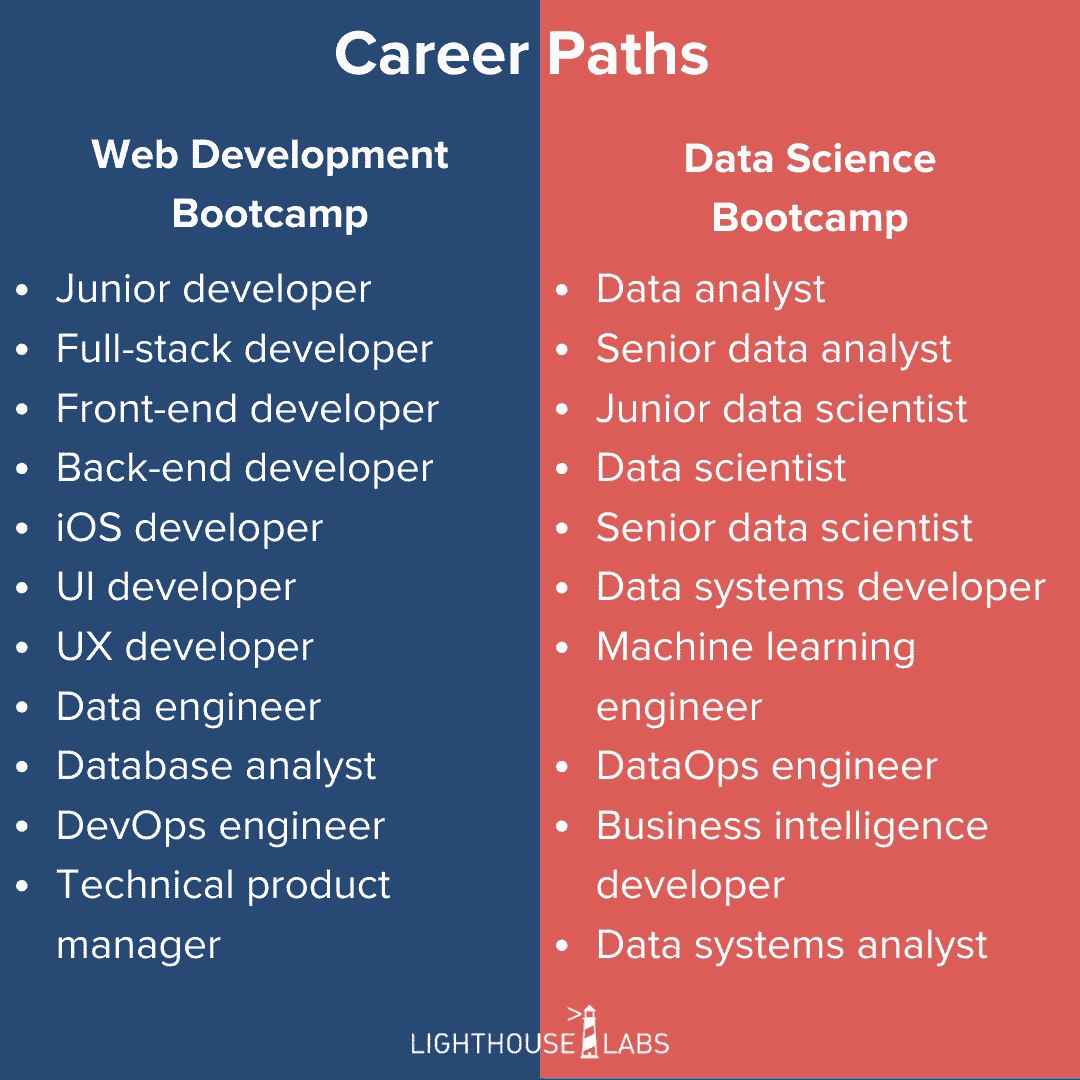 Career Paths
Web Development
Bootcamp
• Junior developer
• Full-stack developer
• Front-end developer
• Back-end developer
• iOS developer
• UI developer
• UX developer
• Data engineer
• Database analyst
• DevOps engineer
• Technical product
manager
Data Science
Bootcamp
• Data analyst
• Senior data analyst
• Junior data scientist
• Data scientist
• Senior data scientist
• Data systems developer
• Machine learning
engineer
• DataOps engineer
• Business intelligence
developer
• Data systems analyst
LIGHTHOUSE LABS